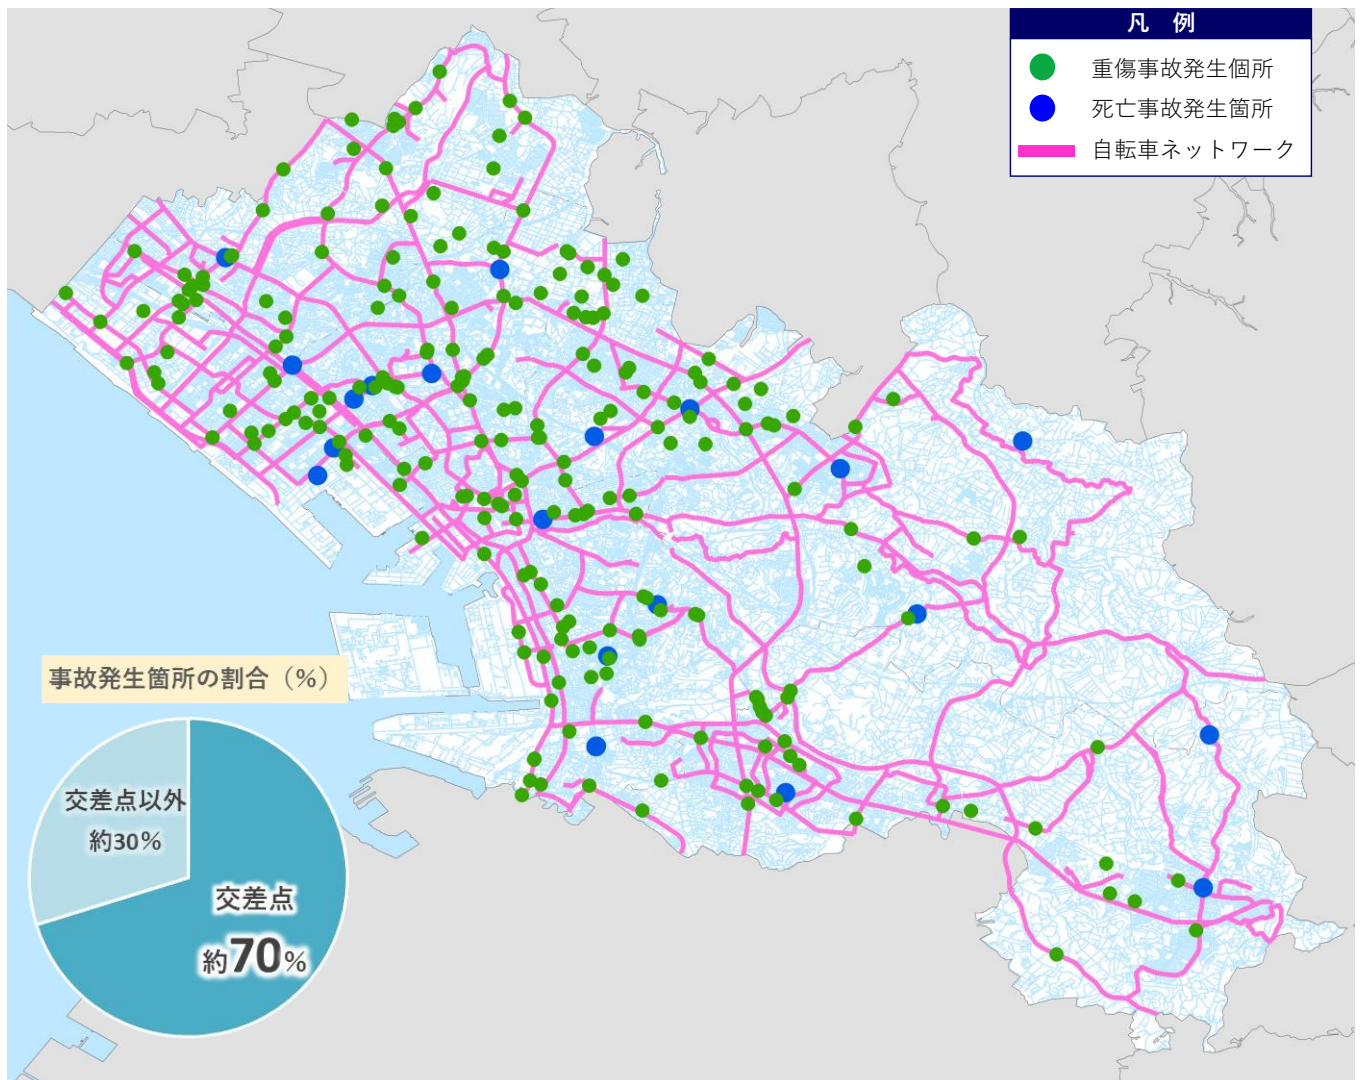 凡 例
重傷事故発生個所
死亡事故発生箇所
自転車ネットワーク
事故発生箇所の割合（%）
交差点以外
約30%
交差点
約70%